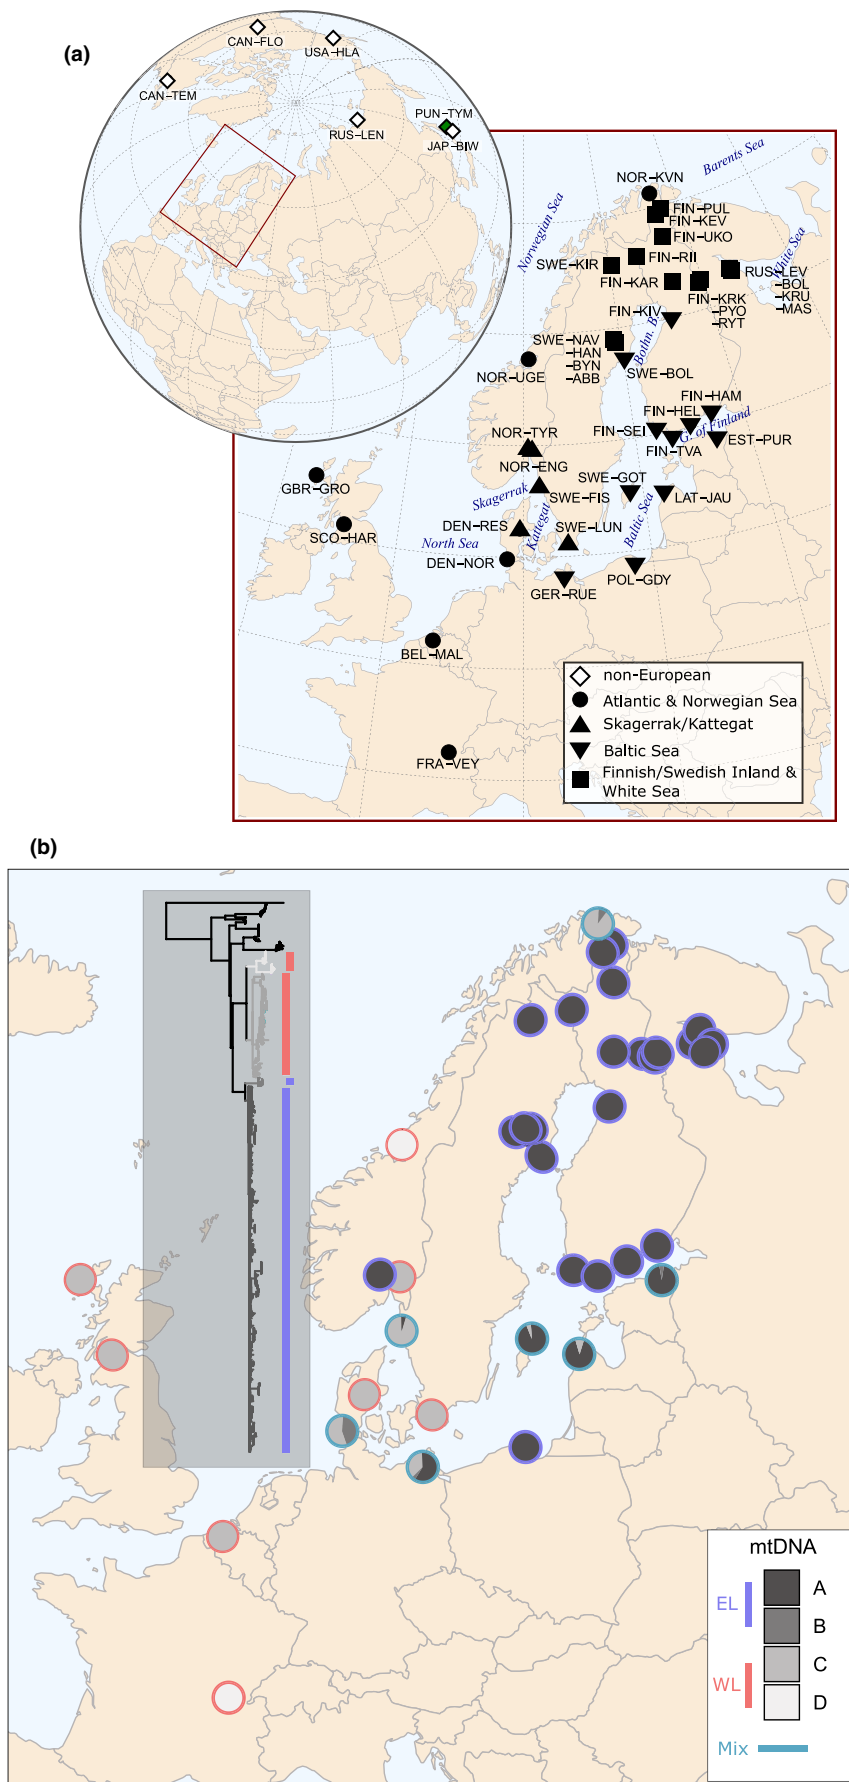 (a)
CAN-FLO
USA-HLA
CAN-TEM
PUN-TYM
RUS-LEN
JAP-BIW
Barents Sea
NOR-KVN
Norwegian Sea
FIN-PUL
FIN-KEV
FIN-UKO
White Sea
FIN-RII
SWE-KIR
RUS-LEV
FIN-KAR
BOL
FIN-KRK
KRU
FIN-KIV
PYO
MAS
RYT
Bothn. B.
SWE-NAV
HAN
BYN
ABB
NOR-UGE
SWE-BOL
FIN-HAM
FIN-HEL
G. of Finland
NOR-TYR
FIN-SEI
EST-PUR
FIN-TVA
NOR-ENG
SWE-GOT
GBR-GRO
Skagerrak
SWE-FIS
LAT-JAU
Baltic Sea
DEN-RES
Kattegat
SWE-LUN
SCO-HAR
North Sea
DEN-NOR
POL-GDY
GER-RUE
BEL-MAL
FRA-VEY
non-European
Atlantic & Norwegian Sea
Skagerrak/Kattegat
Baltic Sea
Finnish/Swedish Inland &
White Sea
(b)
mtDNA
A
EL
B
C
WL
D
Mix